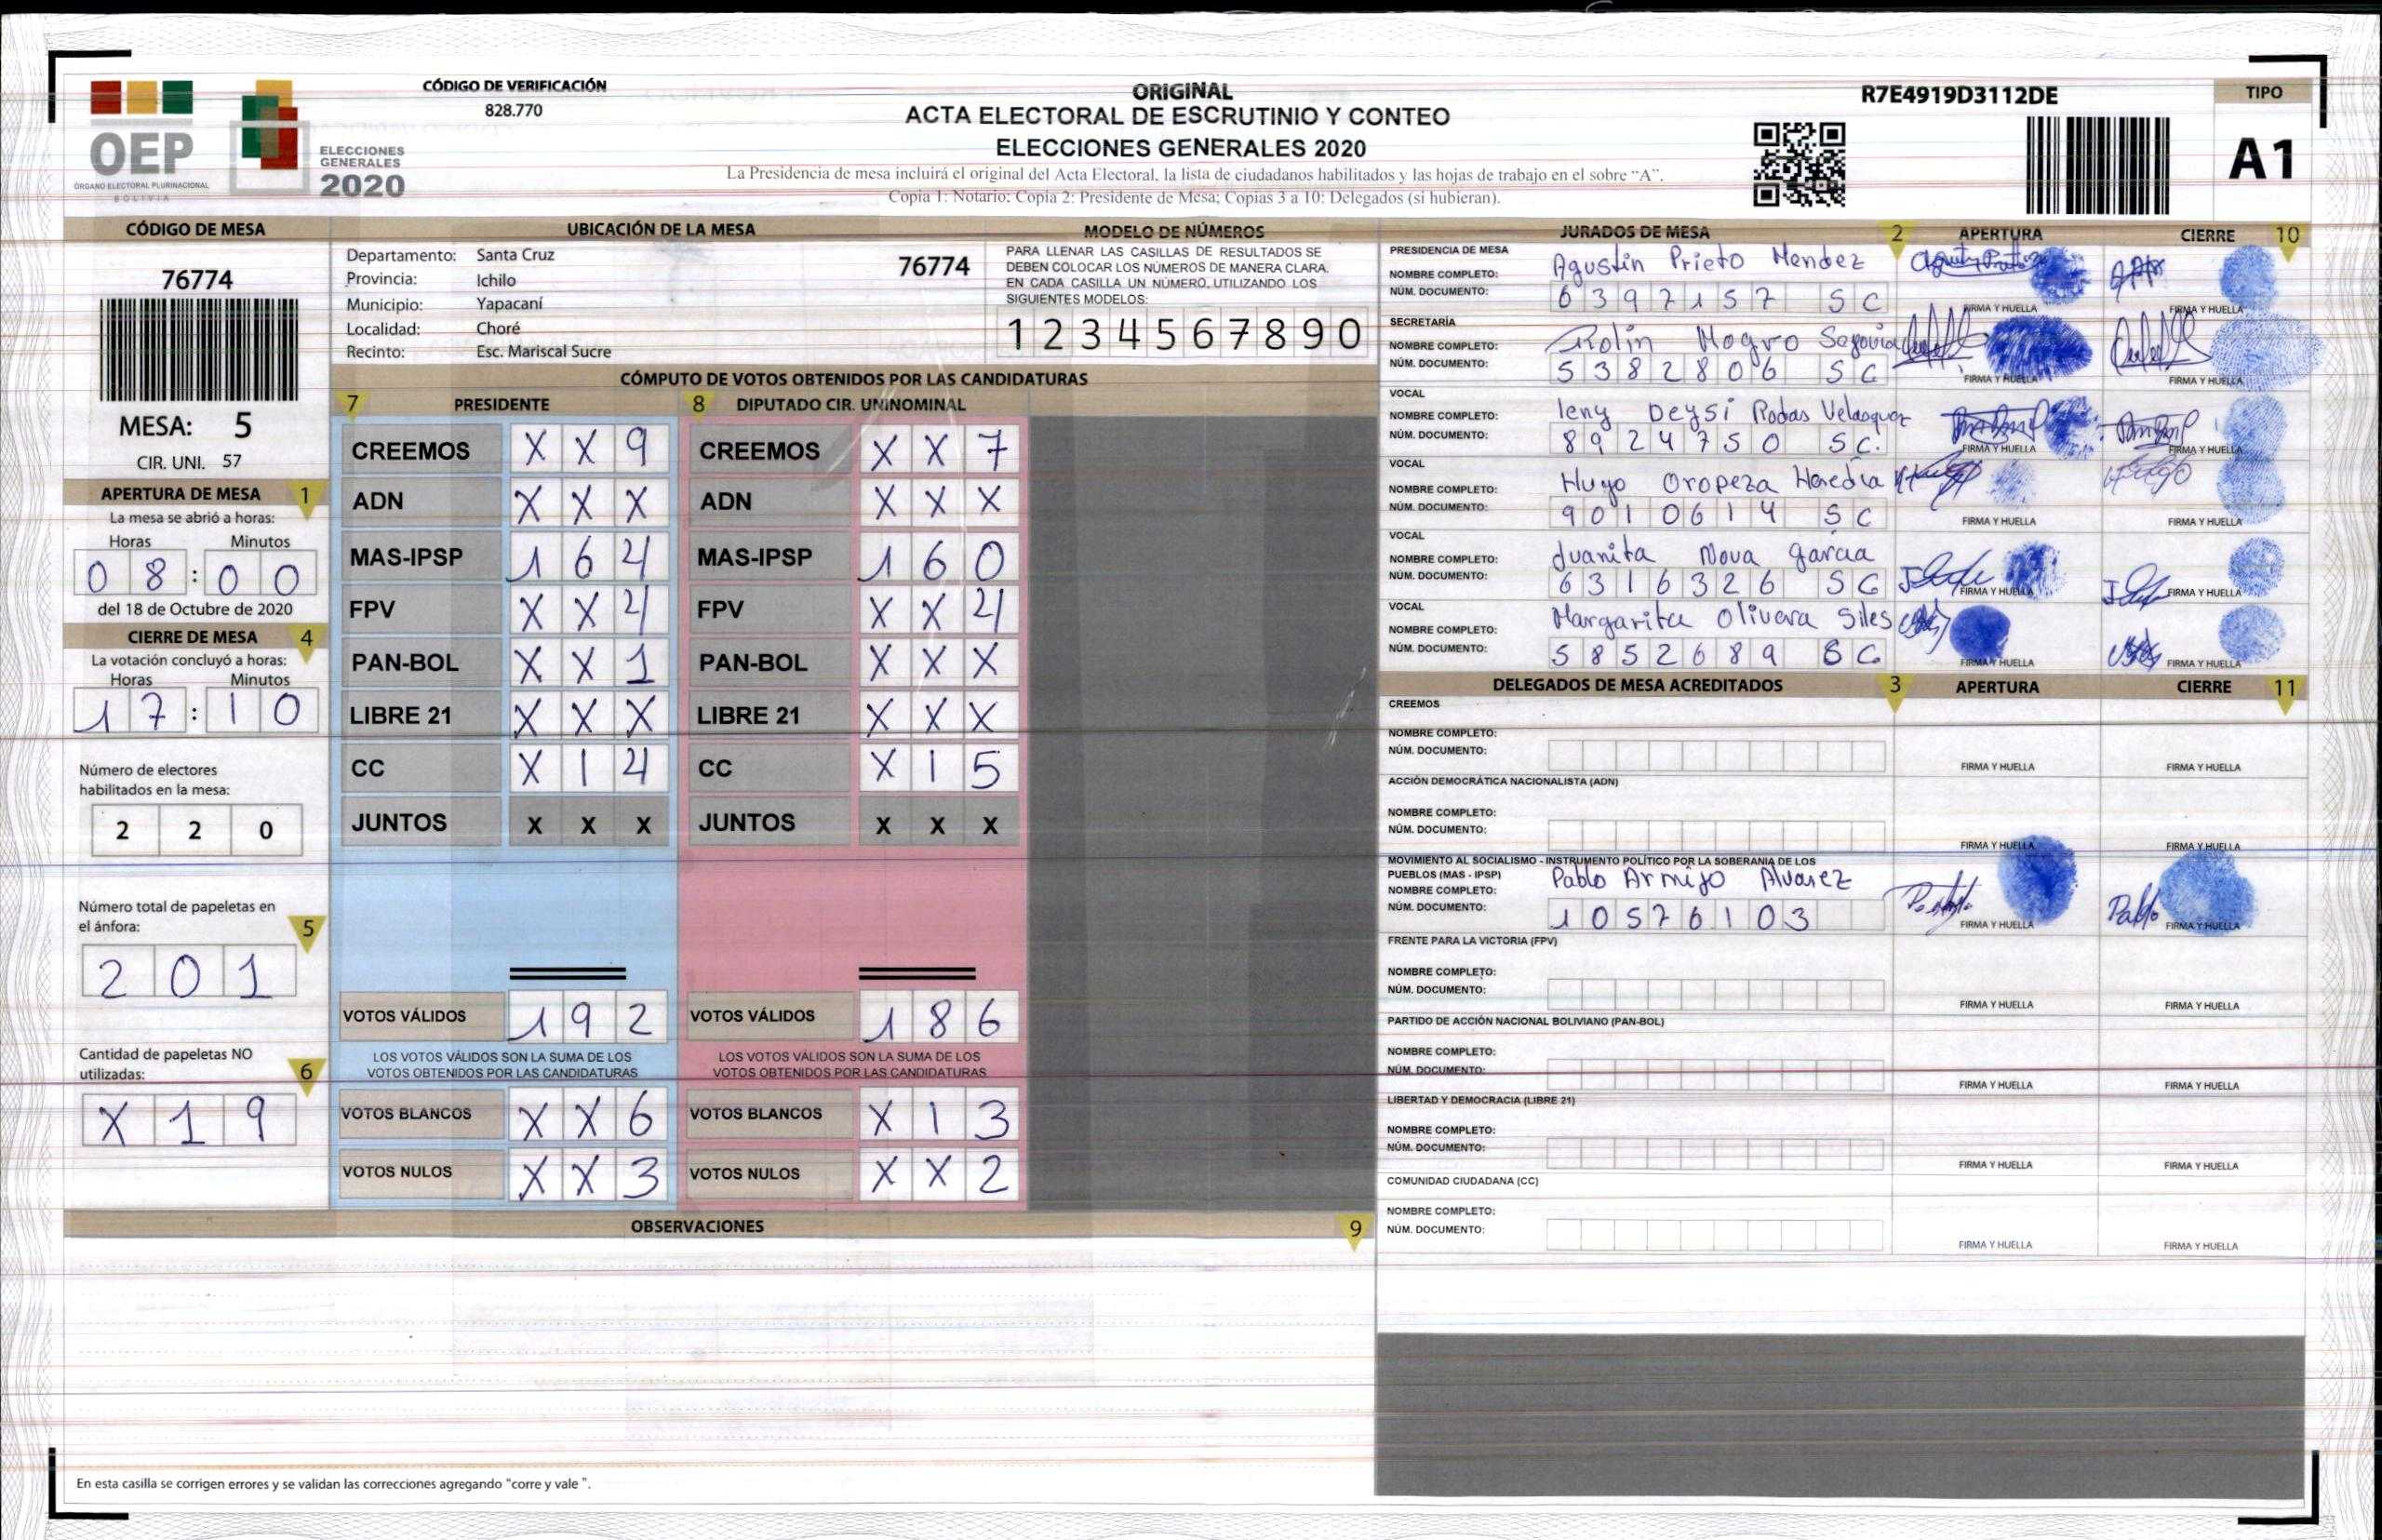 CÓDIGO DE VERIFICACIÓN
828.770
OEP
ÓRGANO ELECTORAL PLURINACIONAL
BOLIVIA
ELECCIONES
GENERALES
2020
ORIGINAL
ACTA ELECTORAL DE ESCRUTINIO Y CONTEO
ELECCIONES GENERALES 2020
La Presidencia de mesa incluirá el original del Acta Electoral, la lista de ciudadanos habilitados y las hojas de trabajo en el sobre "A".
Copia 1: Notario; Copia 2: Presidente de Mesa; Copias 3 a 10: Delegados (si hubieran).
R7E4919D3112DE
TIPO
A1
CÓDIGO DE MESA
76774
MESA: 5
CIR. UNI. 57
APERTURA DE MESA 1
La mesa se abrió a horas:
Horas Minutos
0 8 : 0 0
del 18 de Octubre de 2020
CIERRE DE MESA 4
La votación concluyó a horas:
Horas Minutos
1 7 : 1 0
Número de electores
habilitados en la mesa:
2 2 0
Número total de papeletas en
el ánfora: 5
2 0 1
Cantidad de papeletas NO
utilizadas: 6
X 1 9
UBICACIÓN DE LA MESA
Departamento: Santa Cruz
76774
Provincia: Ichilo
Municipio: Yapacaní
Localidad: Choré
Recinto: Esc. Mariscal Sucre
MODELO DE NÚMEROS
PARA LLENAR LAS CASILLAS DE RESULTADOS SE
DEBEN COLOCAR LOS NÚMEROS DE MANERA CLARA.
EN CADA CASILLA UN NÚMERO, UTILIZANDO LOS
SIGUIENTES MODELOS:
1 2 3 4 5 6 7 8 9 0
CÓMPUTO DE VOTOS OBTENIDOS POR LAS CANDIDATURAS
7 PRESIDENTE
CREEMOS X X 9
ADN X X X
MAS-IPSP 1 6 4
FPV X X 4
PAN-BOL X X 1
LIBRE 21 X X X
CC X 1 4
JUNTOS X X X
VOTOS VÁLIDOS 1 9 2
LOS VOTOS VÁLIDOS SON LA SUMA DE LOS
VOTOS OBTENIDOS POR LAS CANDIDATURAS
VOTOS BLANCOS X X 6
VOTOS NULOS X X 3
8 DIPUTADO CIR. UNINOMINAL
CREEMOS X X 7
ADN X X X
MAS-IPSP 1 6 0
FPV X X 4
PAN-BOL X X X
LIBRE 21 X X X
CC X 1 5
JUNTOS X X X
VOTOS VÁLIDOS 1 8 6
LOS VOTOS VÁLIDOS SON LA SUMA DE LOS
VOTOS OBTENIDOS POR LAS CANDIDATURAS
VOTOS BLANCOS X 1 3
VOTOS NULOS X X 2
OBSERVACIONES 9
En esta casilla se corrigen errores y se validan las correcciones agregando "corre y vale ".
JURADOS DE MESA 2 APERTURA CIERRE 10
PRESIDENCIA DE MESA
NOMBRE COMPLETO: Agustin Prieto Mendez
NÚM. DOCUMENTO: 6397157 SC
FIRMA Y HUELLA FIRMA Y HUELLA
SECRETARÍA
NOMBRE COMPLETO: Rolin Mogro Segovia
NÚM. DOCUMENTO: 5382806 SC
FIRMA Y HUELLA FIRMA Y HUELLA
VOCAL
NOMBRE COMPLETO: leny Deysi Rodas Velasquez
NÚM. DOCUMENTO: 8924750 SC.
FIRMA Y HUELLA FIRMA Y HUELLA
VOCAL
NOMBRE COMPLETO: Hugo Oropeza Heredia
NÚM. DOCUMENTO: 9010614 SC
FIRMA Y HUELLA FIRMA Y HUELLA
VOCAL
NOMBRE COMPLETO: Juanita Nova garcia
NÚM. DOCUMENTO: 6316326 SC
FIRMA Y HUELLA FIRMA Y HUELLA
VOCAL
NOMBRE COMPLETO: Margarita Olivera Siles
NÚM. DOCUMENTO: 5852689 SC
FIRMA Y HUELLA FIRMA Y HUELLA
DELEGADOS DE MESA ACREDITADOS 3 APERTURA CIERRE 11
CREEMOS
NOMBRE COMPLETO:
NÚM. DOCUMENTO:
FIRMA Y HUELLA FIRMA Y HUELLA
ACCIÓN DEMOCRÁTICA NACIONALISTA (ADN)
NOMBRE COMPLETO:
NÚM. DOCUMENTO:
FIRMA Y HUELLA FIRMA Y HUELLA
MOVIMIENTO AL SOCIALISMO - INSTRUMENTO POLÍTICO POR LA SOBERANIA DE LOS
PUEBLOS (MAS - IPSP)
NOMBRE COMPLETO: Pablo Armijo Alvarez
NÚM. DOCUMENTO: 10576103
Pablo
FIRMA Y HUELLA FIRMA Y HUELLA
FRENTE PARA LA VICTORIA (FPV)
NOMBRE COMPLETO:
NÚM. DOCUMENTO:
FIRMA Y HUELLA FIRMA Y HUELLA
PARTIDO DE ACCIÓN NACIONAL BOLIVIANO (PAN-BOL)
NOMBRE COMPLETO:
NÚM. DOCUMENTO:
FIRMA Y HUELLA FIRMA Y HUELLA
LIBERTAD Y DEMOCRACIA (LIBRE 21)
NOMBRE COMPLETO:
NÚM. DOCUMENTO:
FIRMA Y HUELLA FIRMA Y HUELLA
COMUNIDAD CIUDADANA (CC)
NOMBRE COMPLETO:
NÚM. DOCUMENTO:
FIRMA Y HUELLA FIRMA Y HUELLA